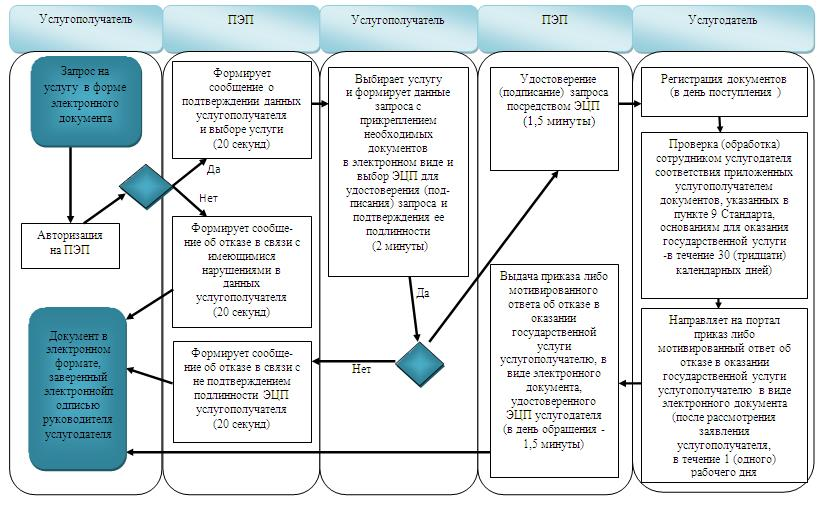 Услугополучатель
ПЭП
Услугополучатель
ПЭП
Услугодатель
Запрос на
услугу в форме
электронного
документа
Авторизация
на ПЭП
Документ в
электронном
формате,
заверенный
электроннойп
одписью
руководителя
услугодателя
Формирует
сообщение о
подтверждении данных
услугополучателя
и выборе услуги
(20 секунд)
Да
Нет
Формирует сообще-
ние об отказе в связи с
имеющимися
нарушениями в
данных
услугополучателя
(20 секунд)
Формирует сообще-
ние об отказе в связи с
не подтверждением
подлинности ЭЦП
услугополучателя
(20 секунд)
Выбирает услугу
и формирует данные
запроса с
прикреплением
необходимых
документов
в электронном виде и
выбор ЭЦП для
удостоверения (под-
писания) запроса и
подтверждения ее
подлинности
(2 минуты)
Да
Нет
Удостоверение
(подписание) запроса
посредством ЭЦП
(1,5 минуты)
Выдача приказа либо
мотивированного
ответа об отказе в
оказании
государственной
услуги
услугополучателю, в
виде электронного
документа,
удостоверенного
ЭЦП услугодателя
(в день обращения -
1,5 минуты)
Регистрация документов
(в день поступления )
Проверка (обработка)
сотрудником услугодателя
соответствия приложенных
услугополучателем
документов, указанных в
пункте 9 Стандарта,
основаниям для оказания
государственной услуги
-в течение 30 (тридцати)
календарных дней)
Направляет на портал
приказ либо
мотивированный ответ об
отказе в оказании
государственной услуги
услугополучателю в виде
электронного документа
(после рассмотрения
заявления
услугополучателя,
в течение 1 (одного)
рабочего дня